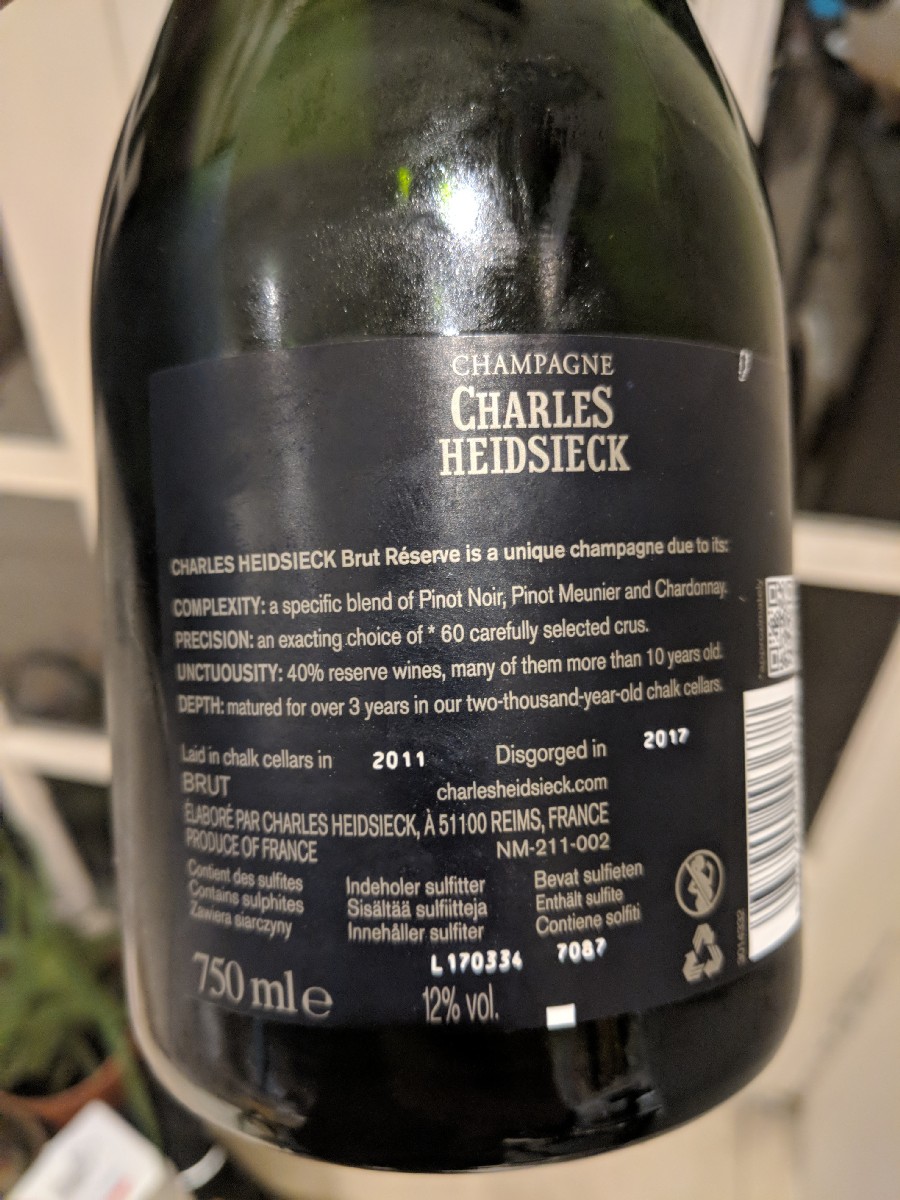 CHAMPAGNE
CHARLES
HEIDSIECK
CHARLES HEIDSIECK Brut Réserve is a unique champagne due to its:
COMPLEXITY: a specific blend of Pinot Noir, Pinot Meunier and Chardonnay.
PRECISION: an exacting choice of * 60 carefully selected crus.
UNCTUOUSITY: 40% reserve wines, many of them more than 10 years old.
DEPTH: matured for over 3 years in our two-thousand-year-old chalk cellars.
*approximately
Laid in chalk cellars in 2011 Disgorged in 2017
BRUT charlesheidsieck.com
ÉLABORÉ PAR CHARLES HEIDSIECK, À 51100 REIMS, FRANCE
PRODUCE OF FRANCE NM-211-002
Contient des sulfites Indeholer sulfitter Bevat sulfieten
Contains sulphites Sisältää sulfiitteja Enthält sulfite
Zawiera siarczyny Innehåller sulfiter Contiene solfiti
L170334 7087
750 ml e 12% vol.